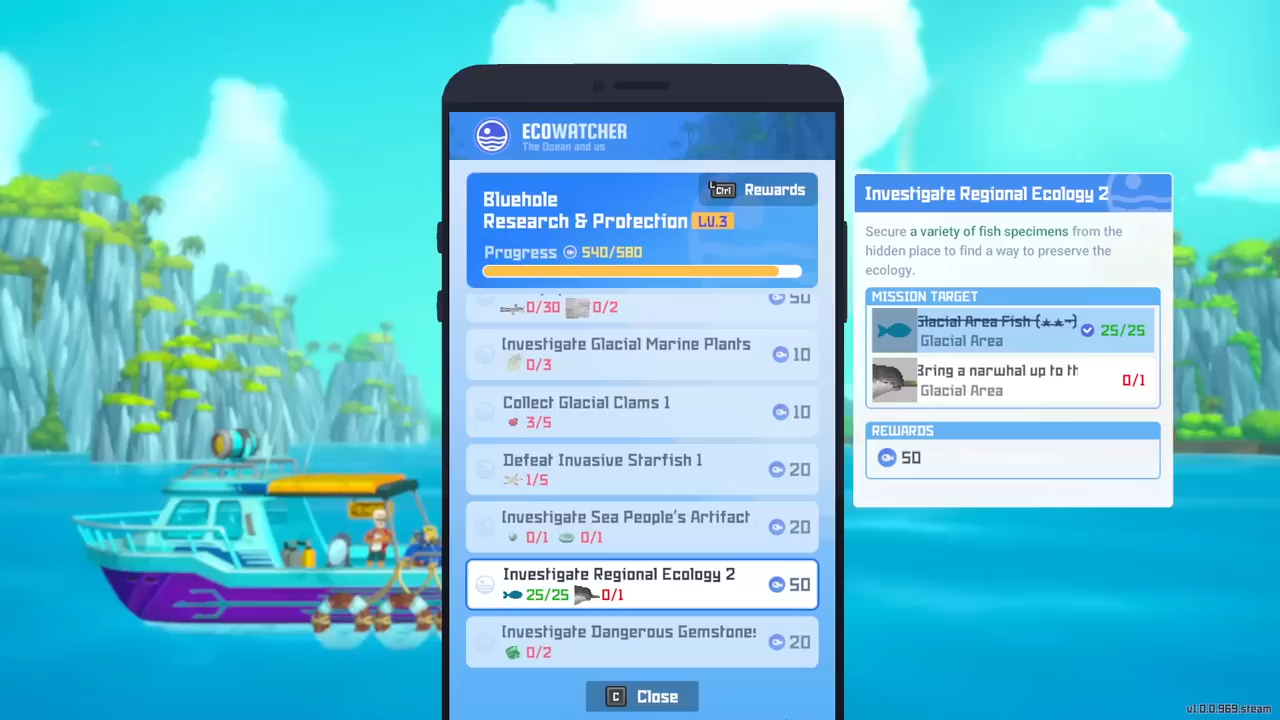 ECOWATCHER
The Ocean and us
Bluehole
Research & Protection LV.3
L Ctrl Rewards
Progress 540/580
0/30 0/2
50
Investigate Glacial Marine Plants
0/3
10
Collect Glacial Clams 1
3/5
10
Defeat Invasive Starfish 1
1/5
20
Investigate Sea People's Artifact
0/1 0/1
20
Investigate Regional Ecology 2
25/25 0/1
50
Investigate Dangerous Gemstones
0/2
20
C Close
Investigate Regional Ecology 2
Secure a variety of fish specimens from the
hidden place to find a way to preserve the
ecology.
MISSION TARGET
Glacial Area Fish (★★~)
Glacial Area
25/25
Bring a narwhal up to th
Glacial Area
0/1
REWARDS
50
v1.0.0.969.steam